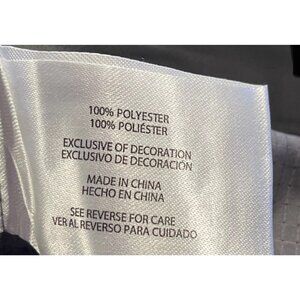 100% POLYESTER
100% POLIÉSTER
EXCLUSIVE OF DECORATION
EXCLUSIVO DE DECORACIÓN
MADE IN CHINA
HECHO EN CHINA
SEE REVERSE FOR CARE
VER AL REVERSO PARA CUIDADO